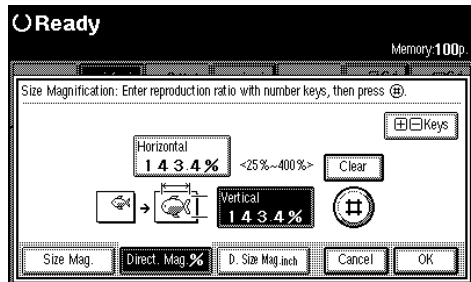 Ready
Memory:100p.
Size Magnification: Enter reproduction ratio with number keys, then press ⌗.
⊞⊟Keys
Horizontal
143.4%
<25%~400%>
Clear
Vertical
143.4%
⌗
Size Mag.
Direct. Mag.%
D. Size Mag.inch
Cancel
OK